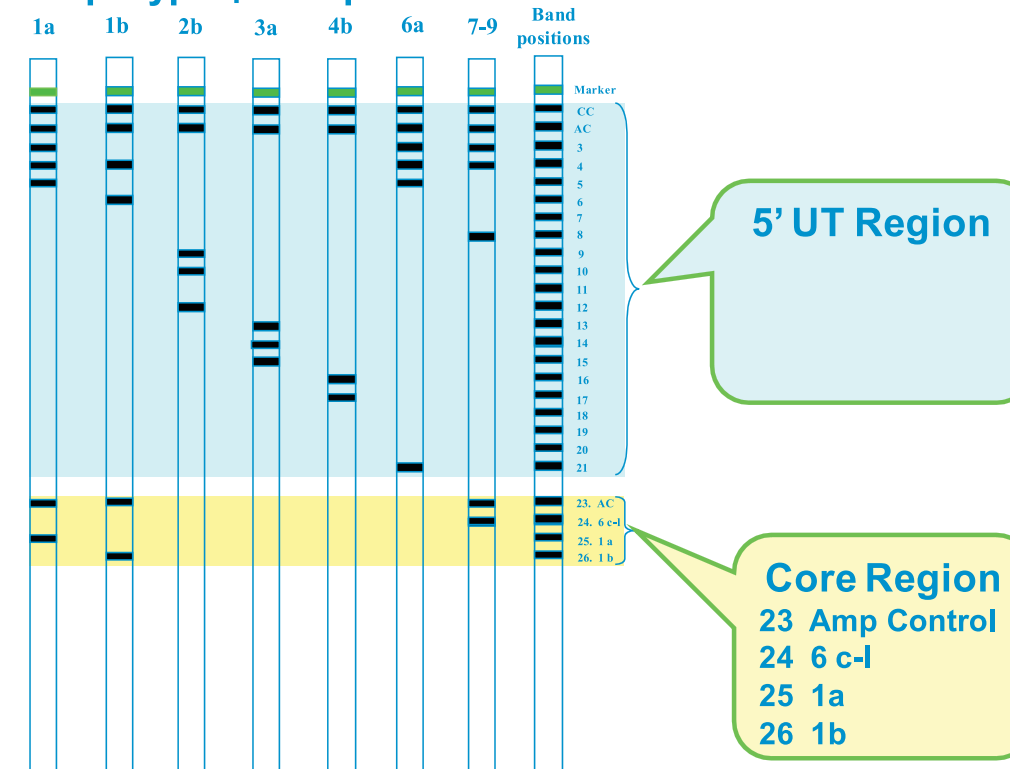 1a 1b 2b 3a 4b 6a 7-9 Band
positions
Marker
CC
AC
3
4
5
6
7
8
9
10
11
12
13
14
15
16
17
18
19
20
21
23. AC
24. 6 c-l
25. 1 a
26. 1 b
5' UT Region
Core Region
23 Amp Control
24 6 c-l
25 1a
26 1b